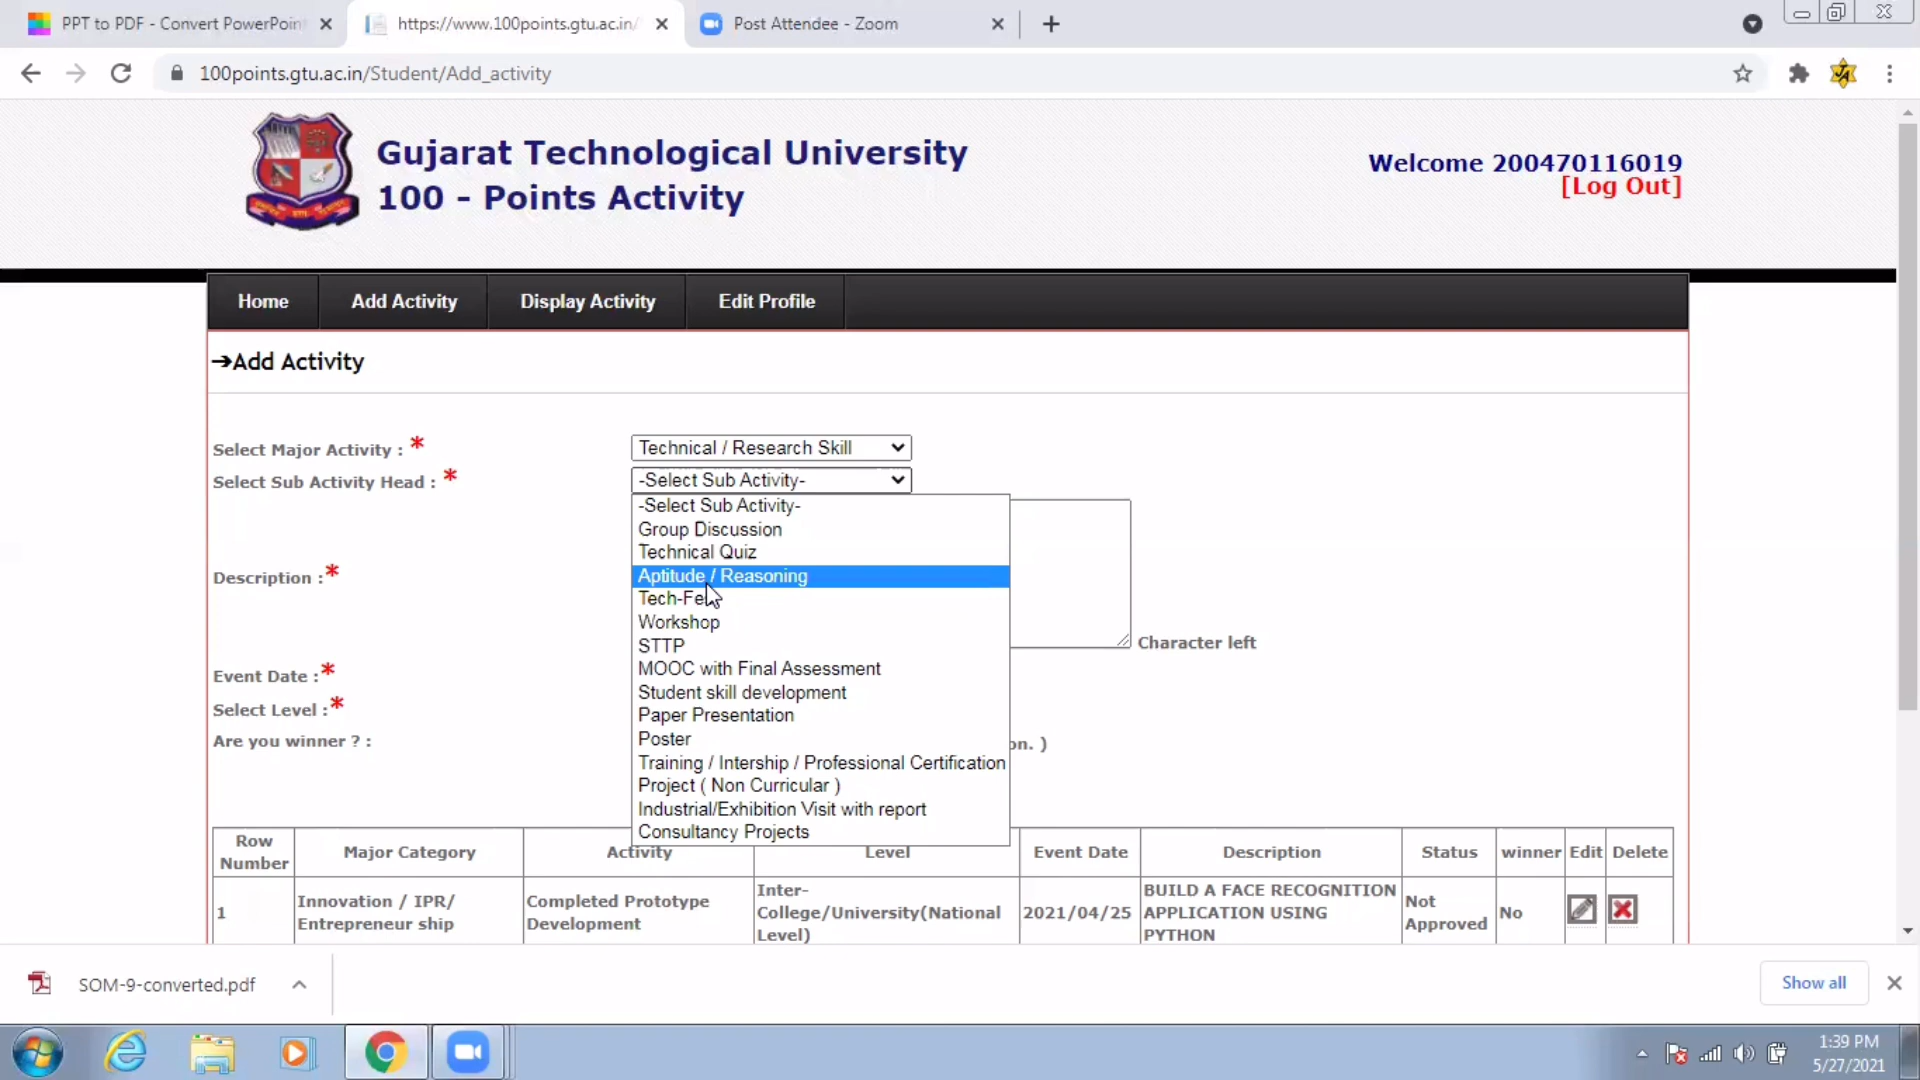 PPT to PDF - Convert PowerPoin
https://www.100points.gtu.ac.in/
Post Attendee - Zoom
100points.gtu.ac.in/Student/Add_activity
Gujarat Technological University
100 - Points Activity
Welcome 200470116019
[Log Out]
Home
Add Activity
Display Activity
Edit Profile
➔Add Activity
Select Major Activity : *
Technical / Research Skill
Select Sub Activity Head : *
-Select Sub Activity-
-Select Sub Activity-
Group Discussion
Technical Quiz
Aptitude / Reasoning
Workshop
STTP
MOOC with Final Assessment
Student skill development
Paper Presentation
Poster
Training / Intership / Professional Certification
Project ( Non Curricular )
Industrial/Exhibition Visit with report
Consultancy Projects
Description :*
Character left
Event Date :*
Select Level :*
Are you winner ? :
on. )
Row Number
Major Category
Activity
Level
Event Date
Description
Status
winner
Edit
Delete
1
Innovation / IPR/
Entrepreneur ship
Completed Prototype
Development
Inter-
College/University(National
Level)
2021/04/25
BUILD A FACE RECOGNITION
APPLICATION USING
PYTHON
Not
Approved
No
SOM-9-converted.pdf
Show all
1:39 PM
5/27/2021